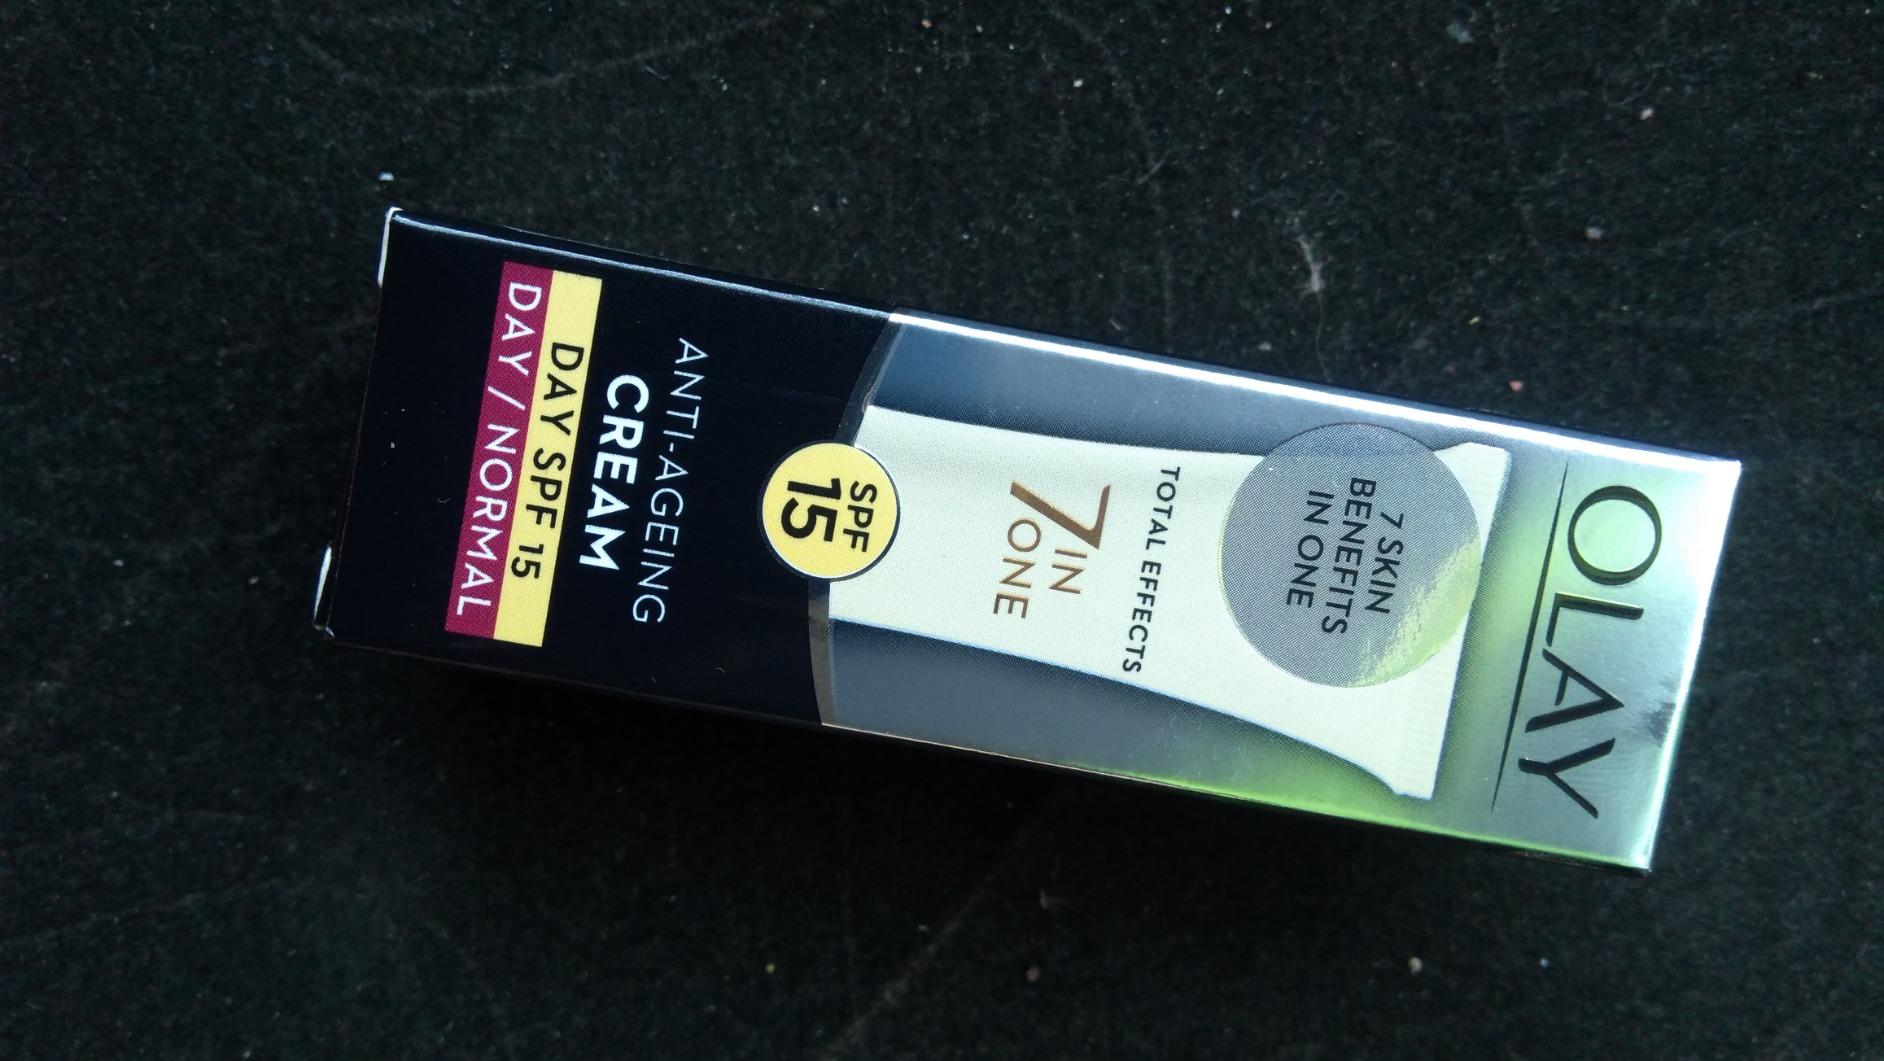 OLAY
7 SKIN
BENEFITS
IN ONE
TOTAL EFFECTS
7 IN
ONE
SPF
15
ANTI-AGEING
CREAM
DAY SPF 15
DAY / NORMAL